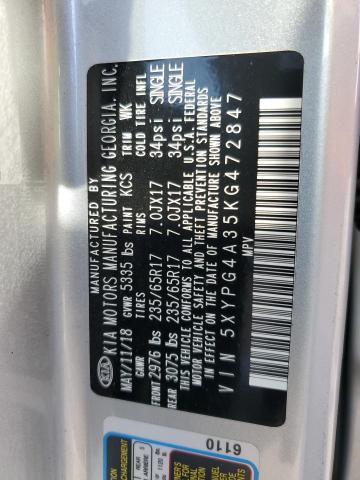 MANUFACTURED BY
KIA KIA MOTORS MANUFACTURING GEORGIA, INC.
MAY/11/18 GVWR 5335 lbs PAINT KCS TRIM WK
GAWR TIRES RIMS COLD TIRE INFL
FRONT 2976 lbs 235/65R17 7.0JX17 34psi SINGLE
REAR 3075 lbs 235/65R17 7.0JX17 34psi SINGLE
THIS VEHICLE CONFORMS TO ALL APPLICABLE U.S.A. FEDERAL
MOTOR VEHICLE SAFETY AND THEFT PREVENTION STANDARDS
IN EFFECT ON THE DATE OF MANUFACTURE SHOWN ABOVE.
VIN 5XYPG4A35KG472847
MPV
6110